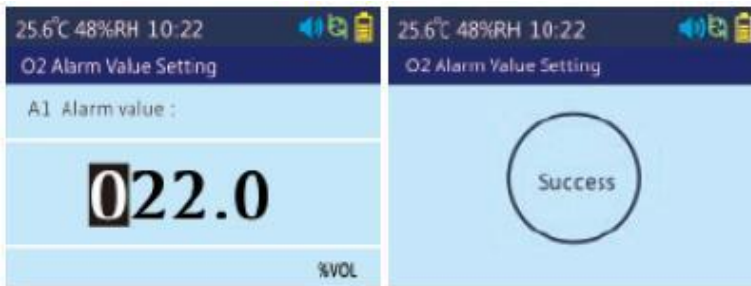 25.6℃ 48%RH 10:22
O2 Alarm Value Setting
A1 Alarm value :
022.0
%VOL
25.6℃ 48%RH 10:22
O2 Alarm Value Setting
Success